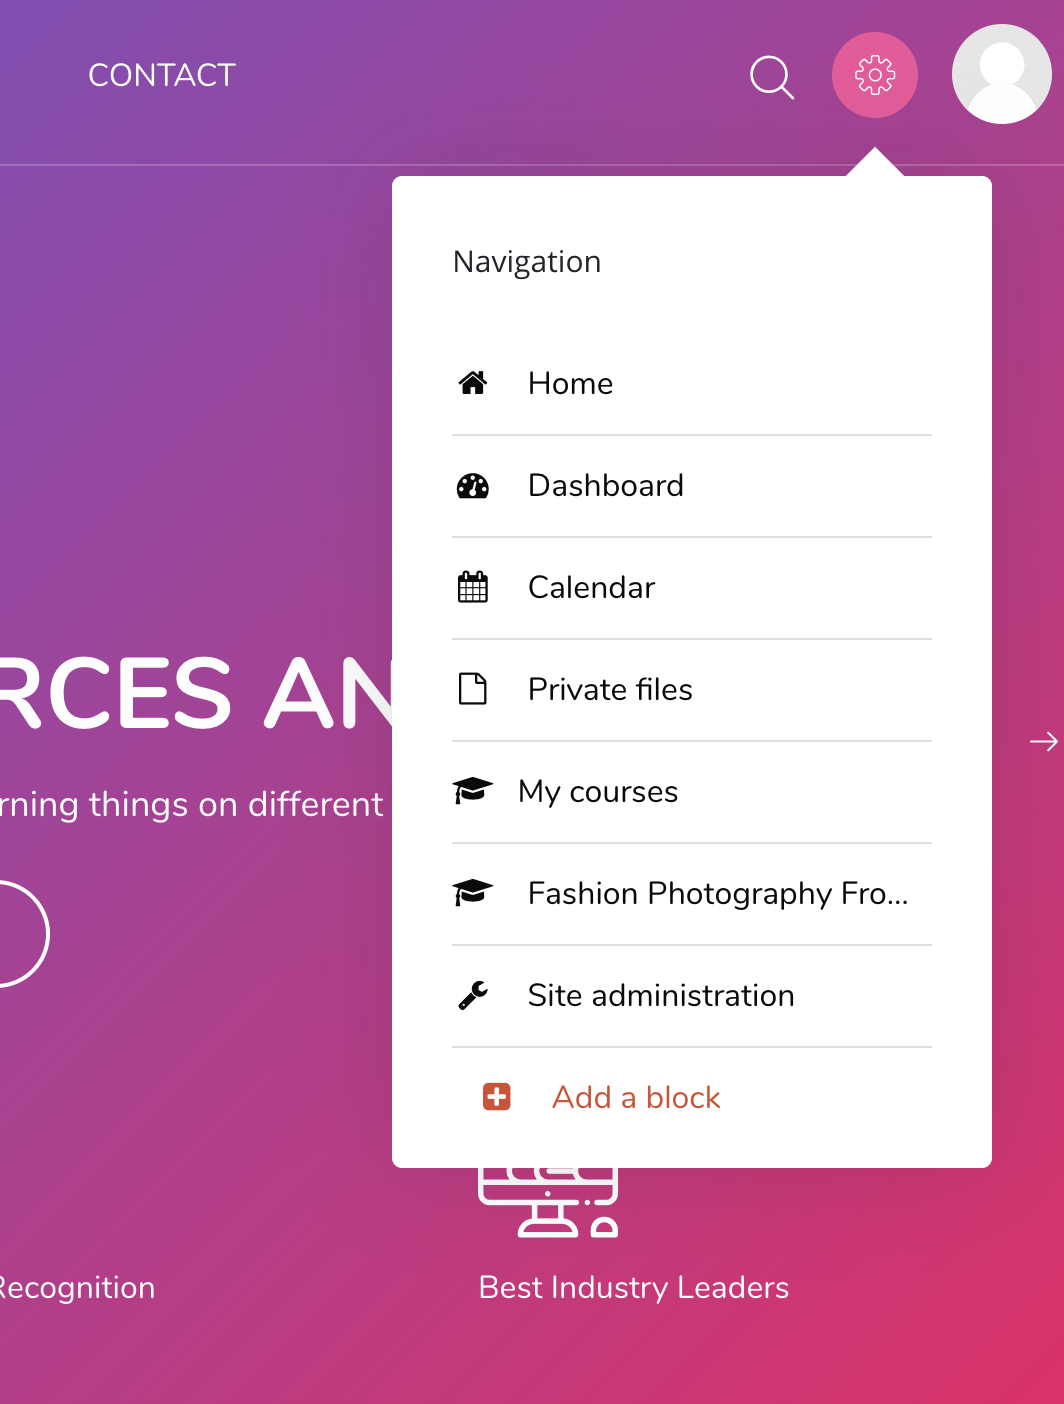 CONTACT
Navigation
Home
Dashboard
Calendar
Private files
My courses
Fashion Photography Fro...
Site administration
Add a block
RCES AN
rning things on different
Recognition
Best Industry Leaders